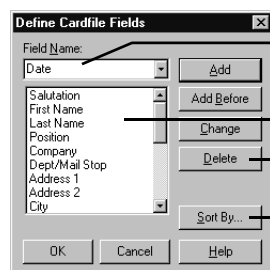 Define Cardfile Fields
Field Name:
Date
Add
Salutation
First Name
Last Name
Position
Company
Dept/Mail Stop
Address 1
Address 2
City
Add Before
Change
Delete
Sort By...
OK
Cancel
Help